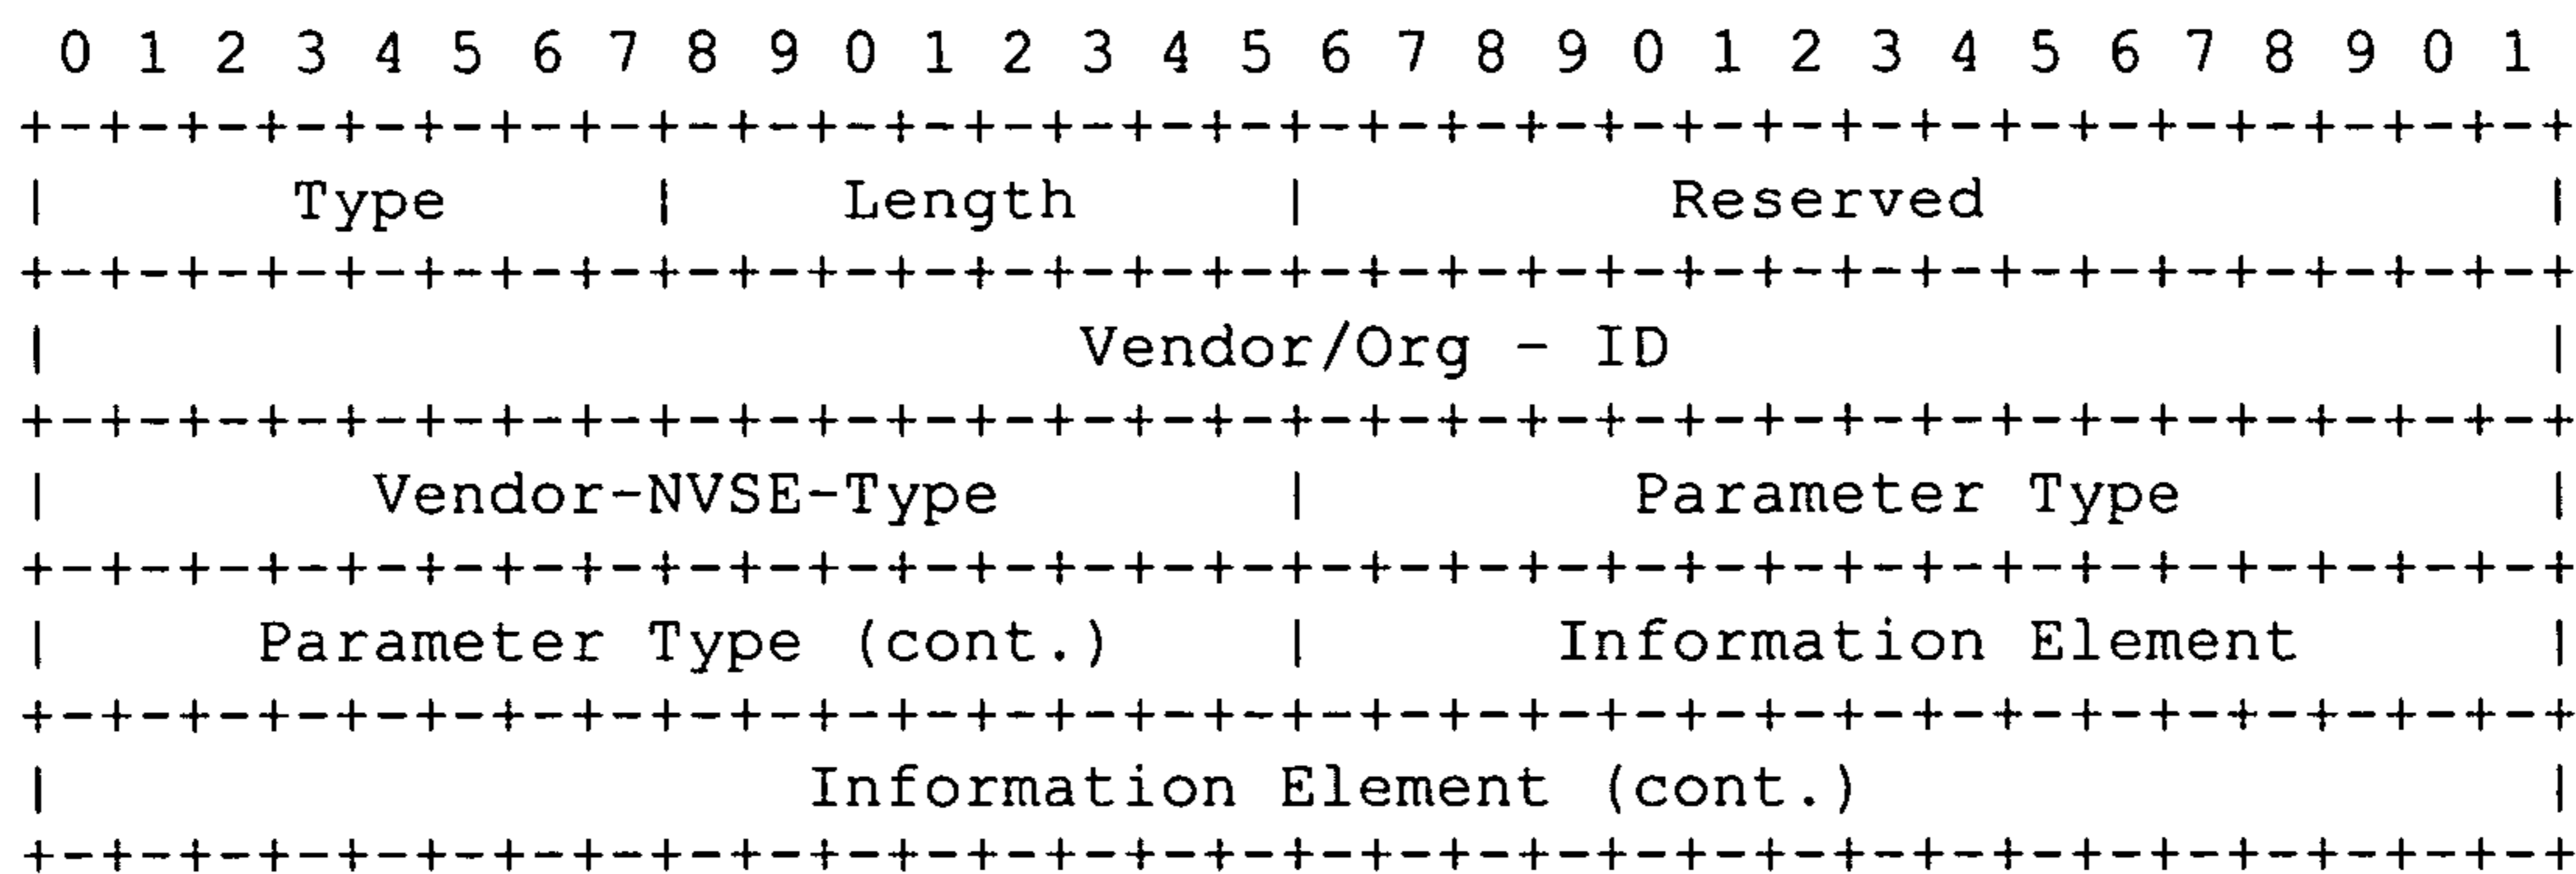 0 1 2 3 4 5 6 7 8 9 0 1 2 3 4 5 6 7 8 9 0 1 2 3 4 5 6 7 8 9 0 1
+-+-+-+-+-+-+-+-+-+-+-+-+-+-+-+-+-+-+-+-+-+-+-+-+-+-+-+-+-+-+-+-+
| Type | Length | Reserved |
+-+-+-+-+-+-+-+-+-+-+-+-+-+-+-+-+-+-+-+-+-+-+-+-+-+-+-+-+-+-+-+-+
| Vendor/Org - ID |
+-+-+-+-+-+-+-+-+-+-+-+-+-+-+-+-+-+-+-+-+-+-+-+-+-+-+-+-+-+-+-+-+
| Vendor-NVSE-Type | Parameter Type |
+-+-+-+-+-+-+-+-+-+-+-+-+-+-+-+-+-+-+-+-+-+-+-+-+-+-+-+-+-+-+-+-+
| Parameter Type (cont.) | Information Element |
+-+-+-+-+-+-+-+-+-+-+-+-+-+-+-+-+-+-+-+-+-+-+-+-+-+-+-+-+-+-+-+-+
| Information Element (cont.) |
+-+-+-+-+-+-+-+-+-+-+-+-+-+-+-+-+-+-+-+-+-+-+-+-+-+-+-+-+-+-+-+-+